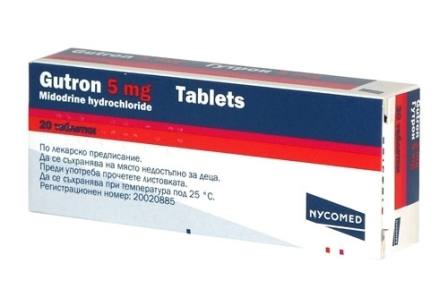 Gutron 5 mg Tablets
Midodrine hydrochloride
20 таблетки
По лекарско предписание.
Да се съхранява на място недостъпно за деца.
Преди употреба прочетете листовката.
Да се съхранява при температура под 25 °C.
Регистрационен номер: 20020885
NYCOMED
Гутрон